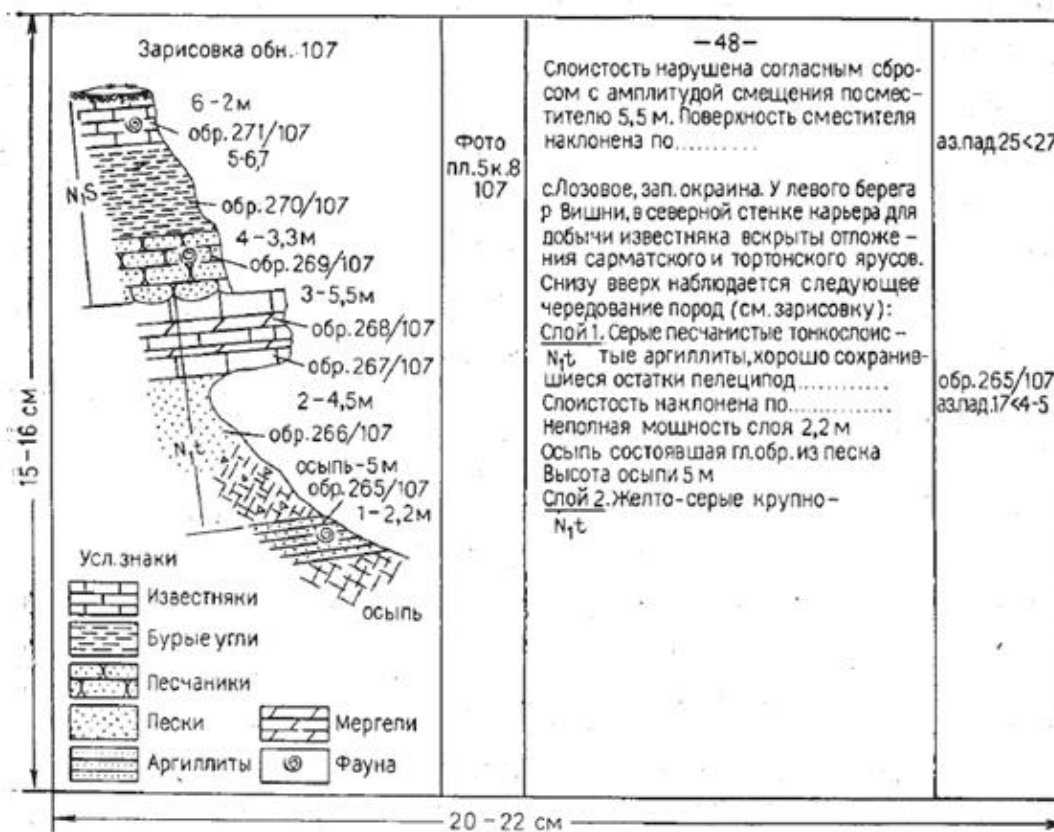 Зарисовка обн. 107
6-2м
обр. 271/107
5-6,7
N₁S
обр. 270/107
4-3,3м
обр. 269/107
3-5,5м
обр. 268/107
обр. 267/107
2-4,5м
обр. 266/107
N₁t
осыпь-5м
обр. 265/107
1-2,2м
осыпь
Усл. знаки
Известняки
Бурые угли
Песчаники
Пески
Аргиллиты
Мергели
Фауна
15-16 см
Фото
пл.5к.8
107
-48-
Слоистость нарушена согласным сбро-
сом с амплитудой смещения посмес-
тителю 5,5 м. Поверхность сместителя
наклонена по...........
аз.пад.25<27
с.Лозовое, зап. окраина. У левого берега
р Вишни, в северной стенке карьера для
добычи известняка вскрыты отложе-
ния сарматского и тортонского ярусов.
Снизу вверх наблюдается следующее
чередование пород (см. зарисовку):
Слой 1. Серые песчанистые тонкослоис-
N₁t тые аргиллиты, хорошо сохранив-
шиеся остатки пелеципод............
обр.265/107
Слоистость наклонена по.............
аз.пад.17<4-5
Неполная мощность слоя 2,2 м
Осыпь состоявшая гл.обр. из песка
Высота осыпи 5 м
Слой 2. Желто-серые крупно-
N₁t
20-22 см